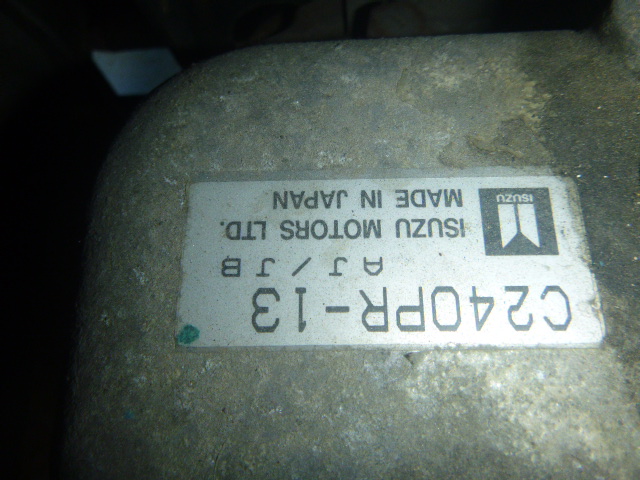 C240PR-13
AJ/JB
ISUZU MOTORS LTD.
MADE IN JAPAN
ISUZU